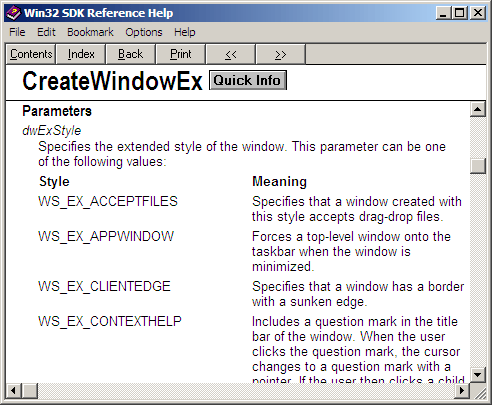 Win32 SDK Reference Help
File Edit Bookmark Options Help
Contents Index Back Print << >>
CreateWindowEx Quick Info
Parameters
dwExStyle
Specifies the extended style of the window. This parameter can be one
of the following values:
Style Meaning
WS_EX_ACCEPTFILES Specifies that a window created with
this style accepts drag-drop files.
WS_EX_APPWINDOW Forces a top-level window onto the
taskbar when the window is
minimized.
WS_EX_CLIENTEDGE Specifies that a window has a border
with a sunken edge.
WS_EX_CONTEXTHELP Includes a question mark in the title
bar of the window. When the user
clicks the question mark, the cursor
changes to a question mark with a
pointer. If the user then clicks a child